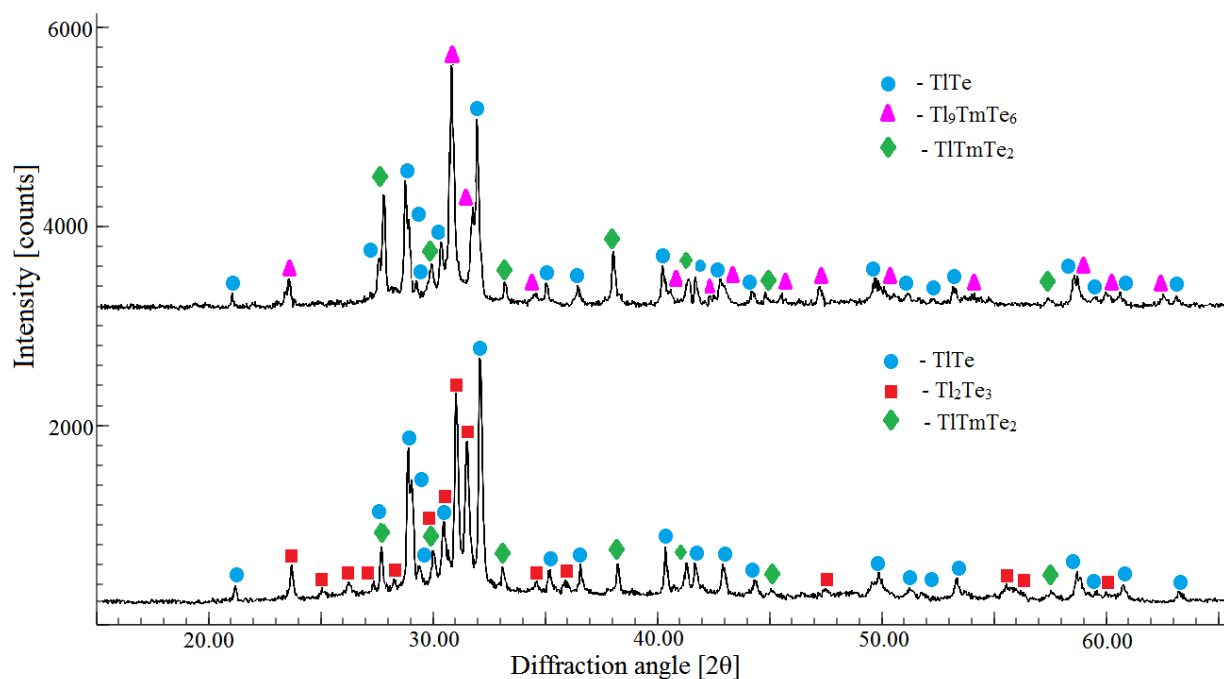 6000
- TlTe
- Tl₉TmTe₆
- TlTmTe₂
4000
Intensity [counts]
- TlTe
- Tl₂Te₃
- TlTmTe₂
2000
20.00 30.00 40.00 50.00 60.00
Diffraction angle [2θ]